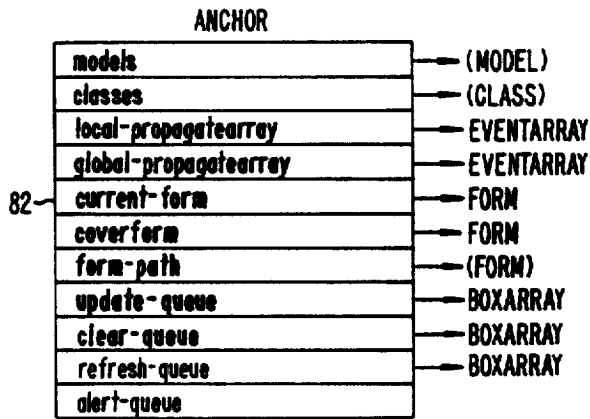 ANCHOR
models (MODEL)
classes (CLASS)
local-propagatearray EVENTARRAY
global-propagatearray EVENTARRAY
82 current-form FORM
coverform FORM
form-path (FORM)
update-queue BOXARRAY
clear-queue BOXARRAY
refresh-queue BOXARRAY
alert-queue